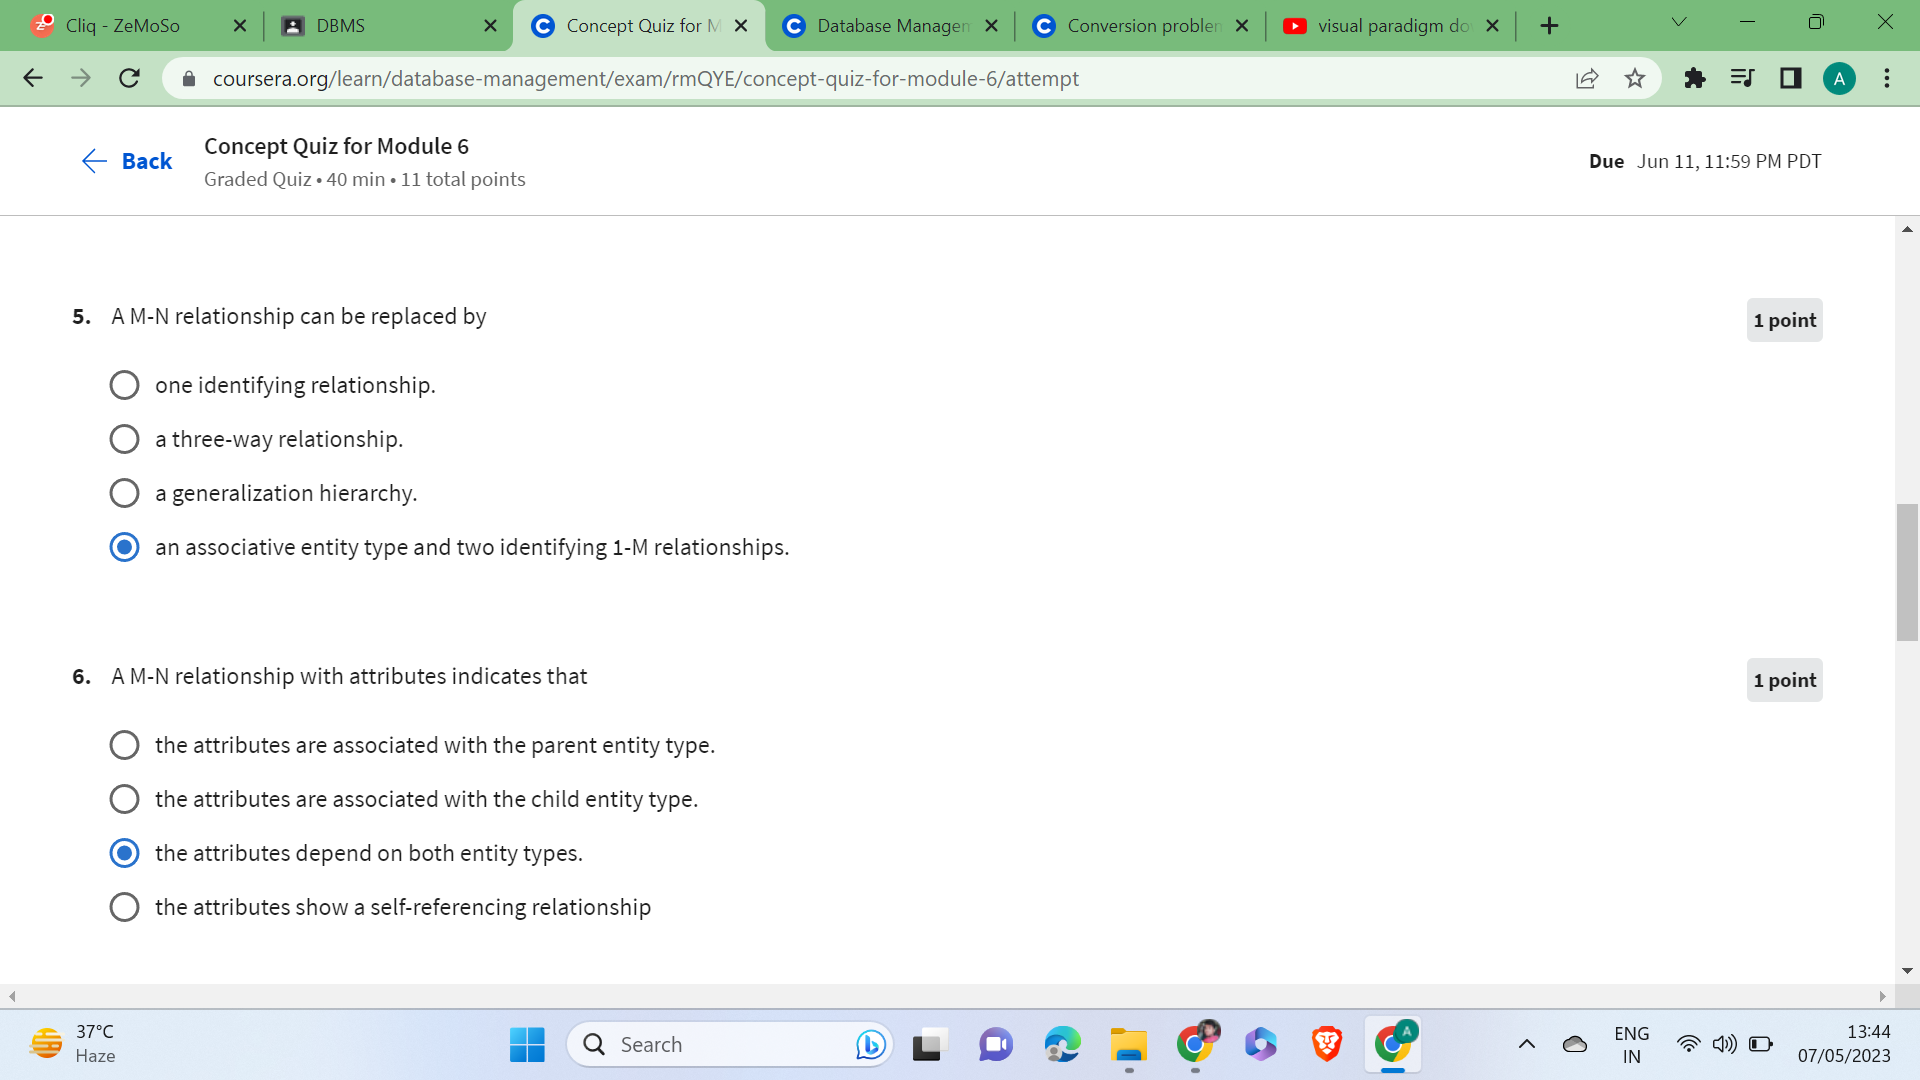 Cliq - ZeMoSo
DBMS
Concept Quiz for M
Database Managem
Conversion problem
visual paradigm do
coursera.org/learn/database-management/exam/rmQYE/concept-quiz-for-module-6/attempt
A
Back
Concept Quiz for Module 6
Graded Quiz • 40 min • 11 total points
Due Jun 11, 11:59 PM PDT
5. A M-N relationship can be replaced by
1 point
one identifying relationship.
a three-way relationship.
a generalization hierarchy.
an associative entity type and two identifying 1-M relationships.
6. A M-N relationship with attributes indicates that
1 point
the attributes are associated with the parent entity type.
the attributes are associated with the child entity type.
the attributes depend on both entity types.
the attributes show a self-referencing relationship
37°C
Haze
Search
A
ENG
IN
13:44
07/05/2023